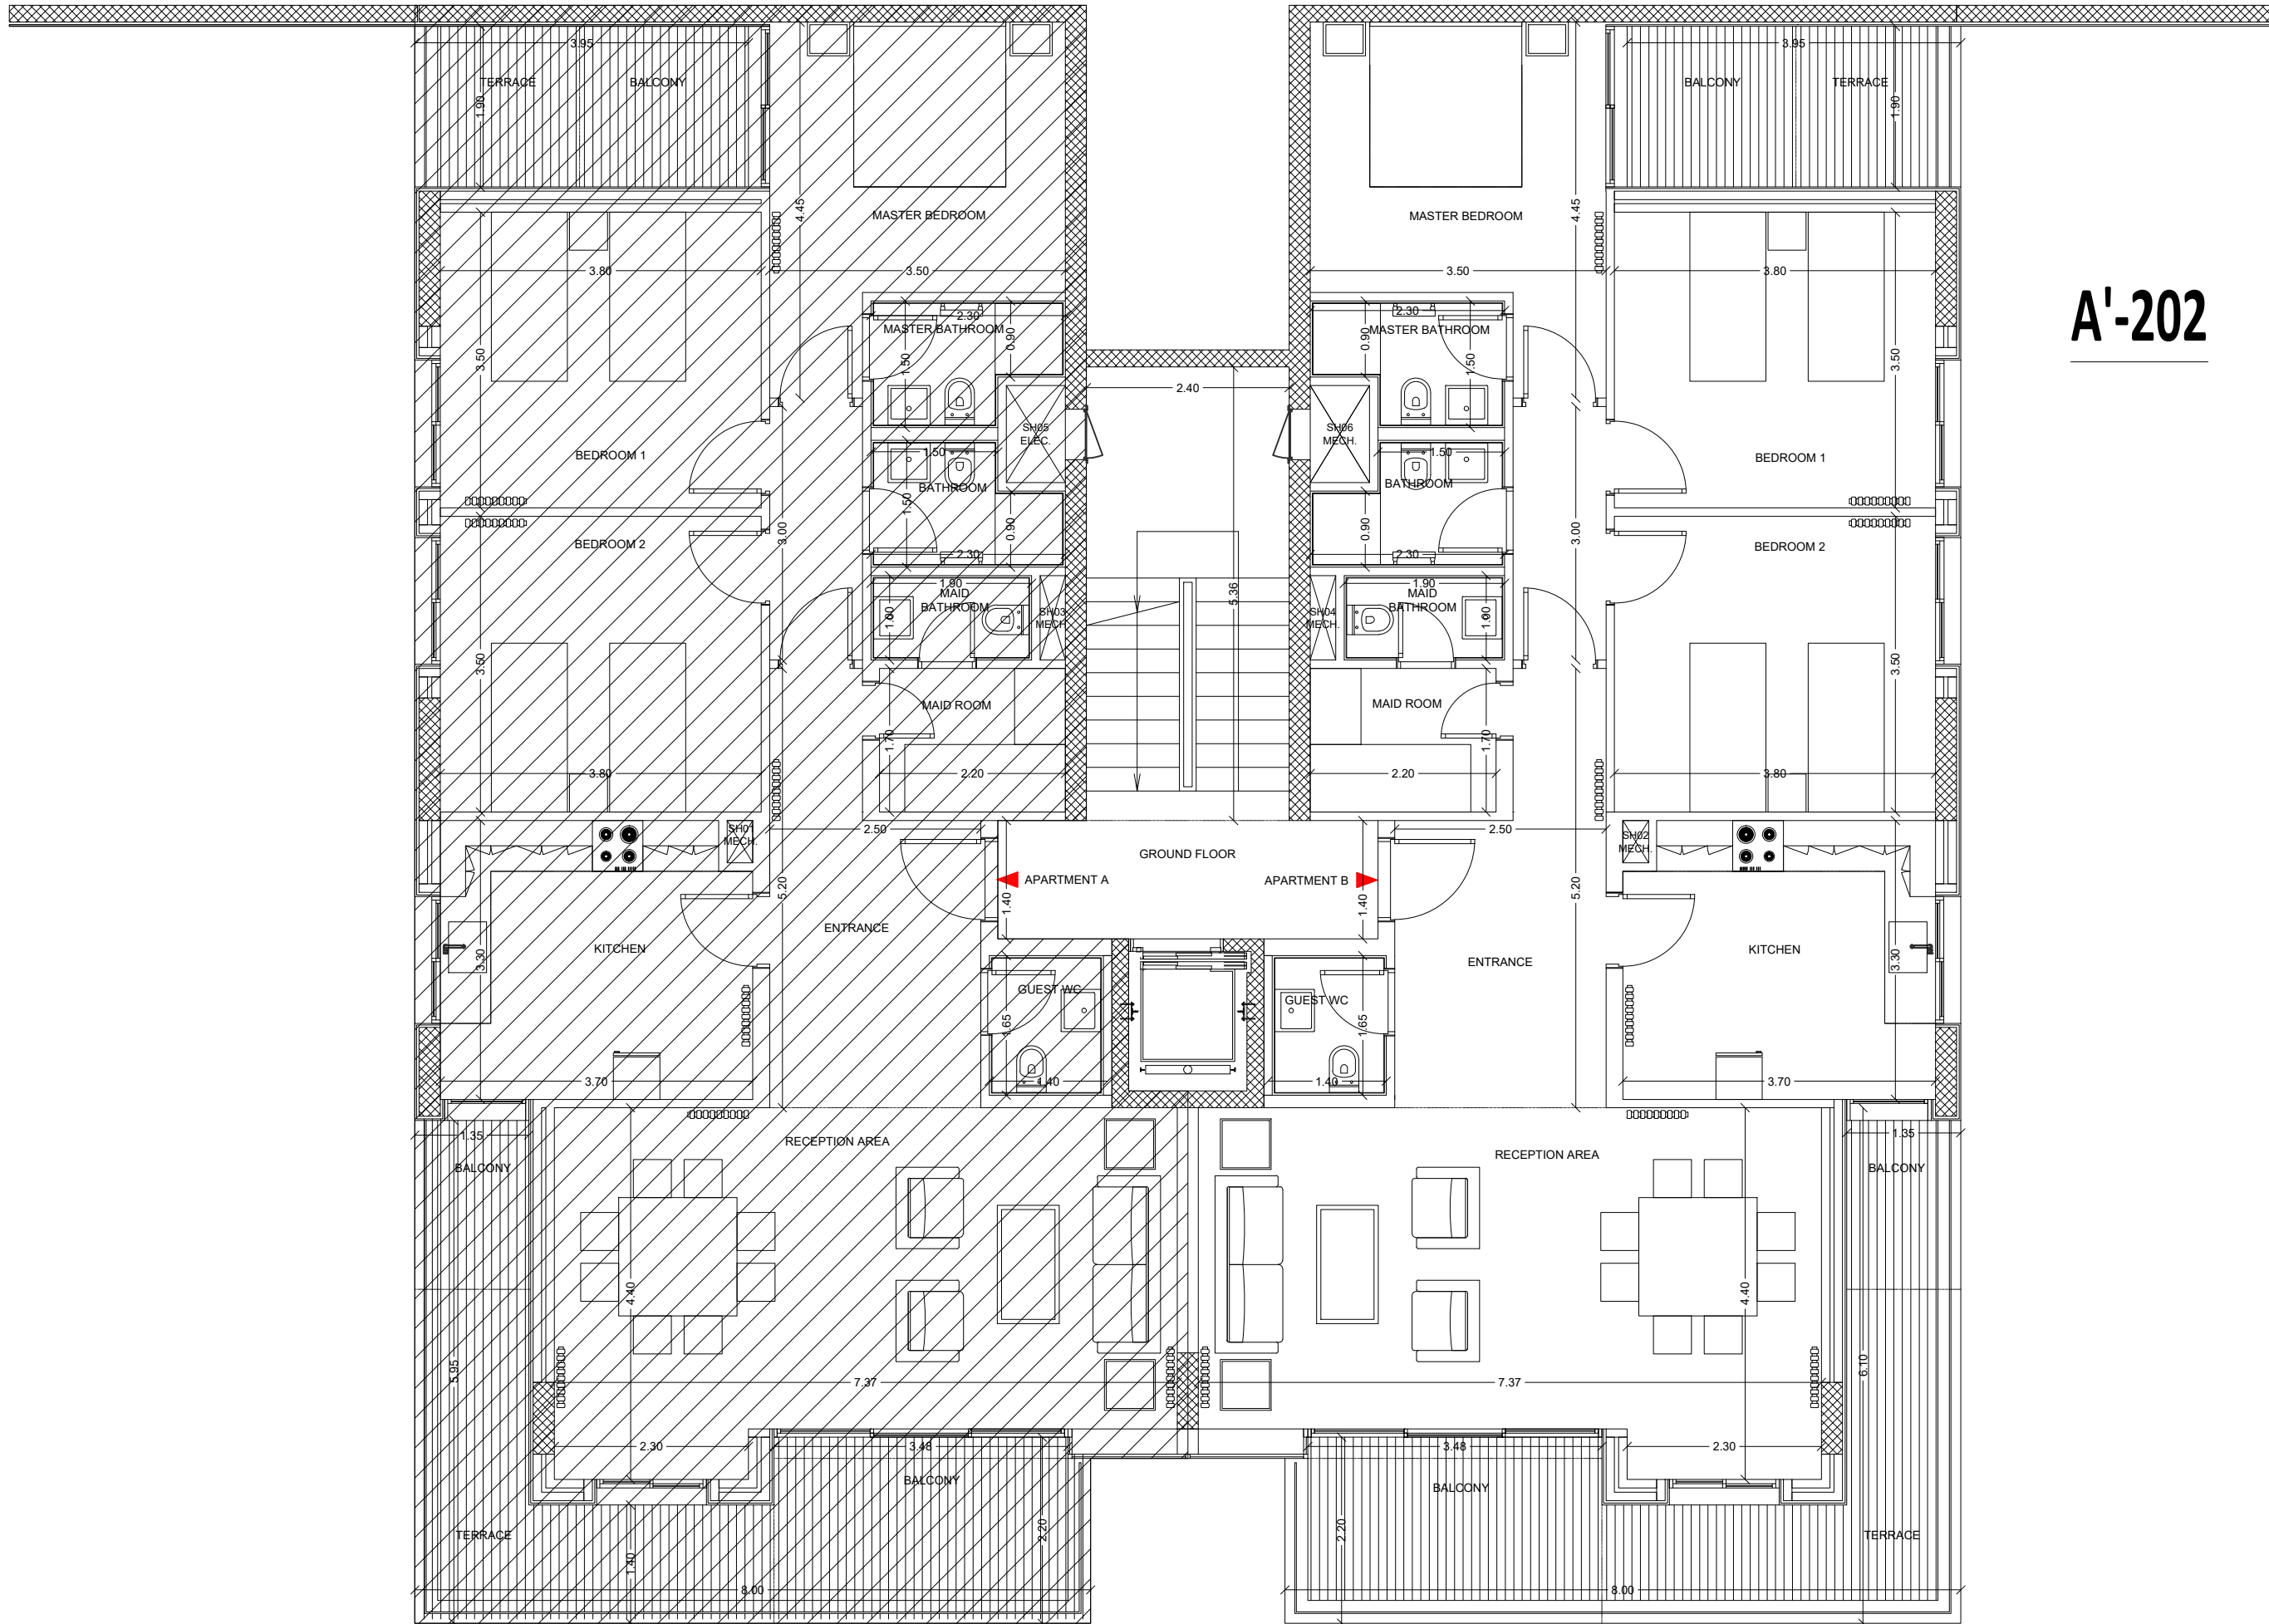 3.95
3.95
TERRACE
BALCONY
BALCONY
TERRACE
1.90
1.90
4.45
4.45
MASTER BEDROOM
MASTER BEDROOM
3.80
3.50
3.50
3.80
A'-202
2.30
2.30
MASTER BATHROOM
MASTER BATHROOM
0.90
0.90
1.50
1.50
3.50
3.50
2.40
SH05
ELEC.
SH06
MECH.
BEDROOM 1
BEDROOM 1
1.50
1.50
BATHROOM
BATHROOM
1.50
0.90
0.90
3.00
3.00
BEDROOM 2
BEDROOM 2
2.30
2.30
1.90
1.90
MAID
BATHROOM
MAID
BATHROOM
5.36
1.00
1.00
SH03
MECH.
SH04
MECH.
3.50
3.50
MAID ROOM
MAID ROOM
1.70
1.70
3.80
2.20
2.20
3.80
SH01
MECH.
2.50
2.50
SH02
MECH.
GROUND FLOOR
APARTMENT A
APARTMENT B
5.20
5.20
1.40
1.40
ENTRANCE
KITCHEN
KITCHEN
3.30
3.30
ENTRANCE
GUEST WC
GUEST WC
1.65
1.65
3.70
1.40
1.40
3.70
1.35
1.35
RECEPTION AREA
RECEPTION AREA
BALCONY
BALCONY
4.40
4.40
5.95
6.10
7.37
7.37
2.30
3.48
3.48
2.30
BALCONY
BALCONY
TERRACE
TERRACE
2.20
2.20
1.40
8.00
8.00